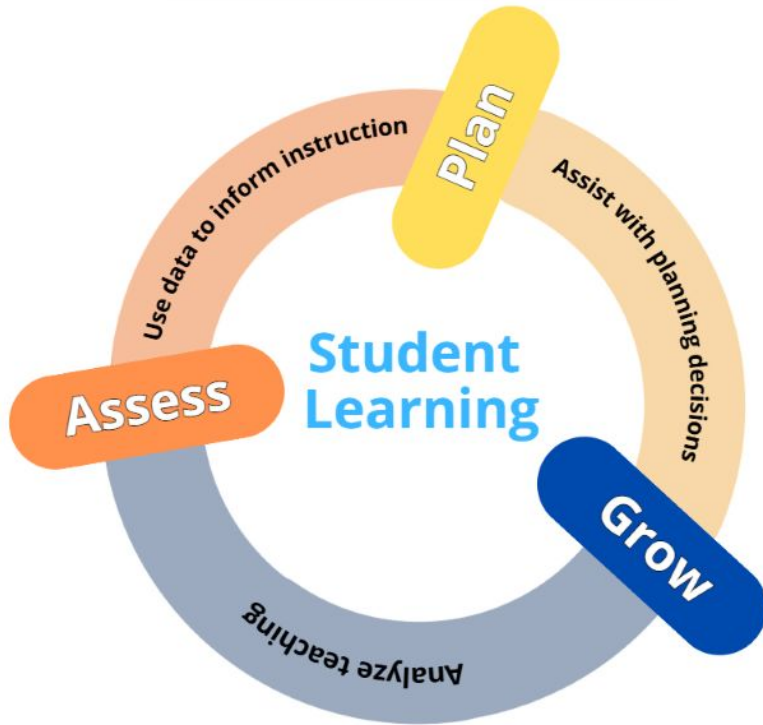 Plan
Assist with planning decisions
Grow
Analyze teaching
Assess
Use data to inform instruction
Student
Learning